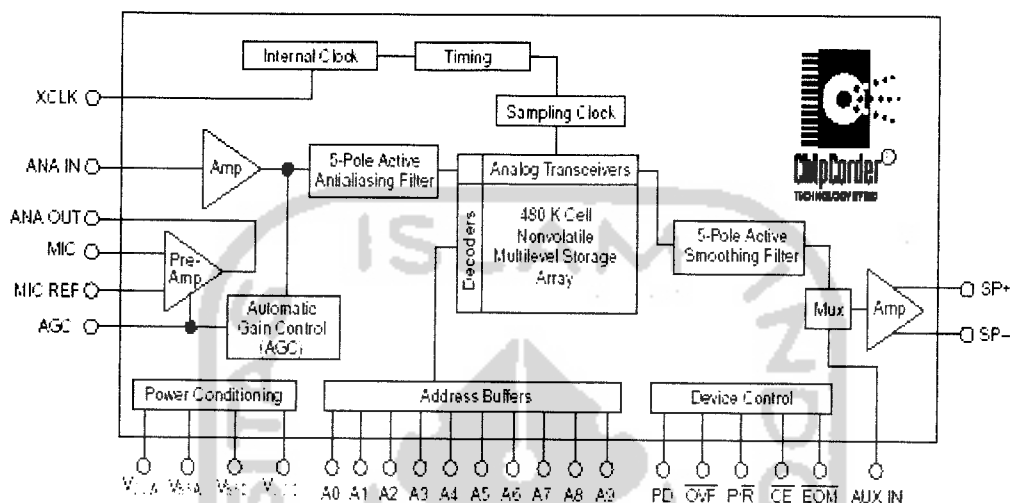 Internal Clock
Timing
XCLK
Sampling Clock
ChipCorder
ANA IN
Amp
5-Pole Active
Antialiasing Filter
Analog Transceivers
Decoders
480 K Cell
Nonvolatile
Multilevel Storage
Array
ANA OUT
MIC
Pre-
Amp
MIC REF
AGC
Automatic
Gain Control
(AGC)
5-Pole Active
Smoothing Filter
Mux
Amp
SP+
SP–
ISLAM
Power Conditioning
Address Buffers
Device Control
A0 A1 A2 A3 A4 A5 A6 A7 A8 A9
PD OVF P/R CE EOM AUX IN